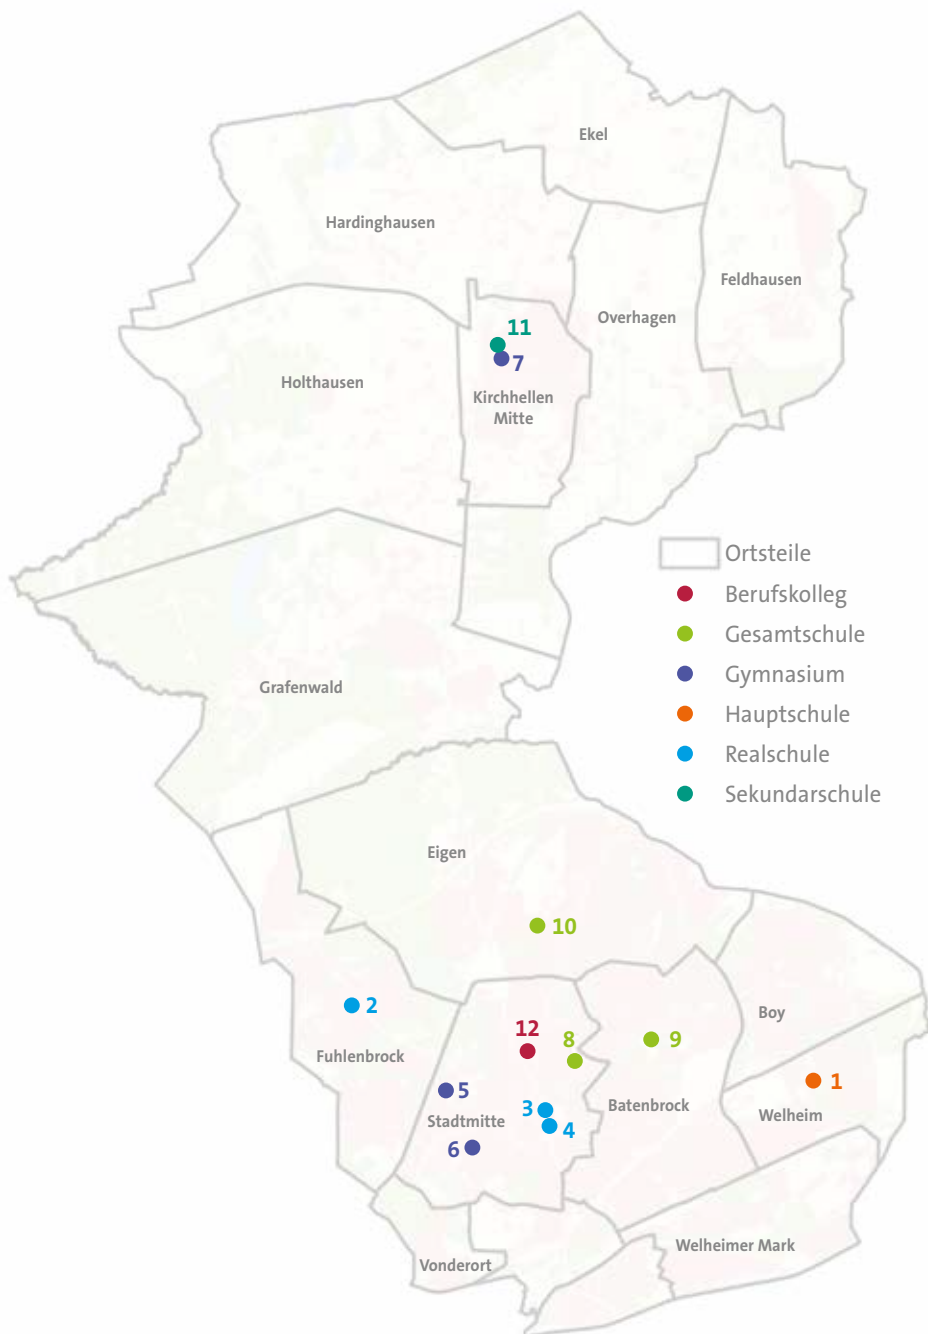 Ekel
Hardinghausen
Feldhausen
Overhagen
11
7
Holthausen
Kirchhellen
Mitte
Ortsteile
Berufskolleg
Gesamtschule
Gymnasium
Hauptschule
Realschule
Sekundarschule
Grafenwald
Eigen
10
2
Boy
12
8
9
Fuhlenbrock
1
5
3
Batenbrock
Welheim
Stadtmitte
4
6
Welheimer Mark
Vonderort